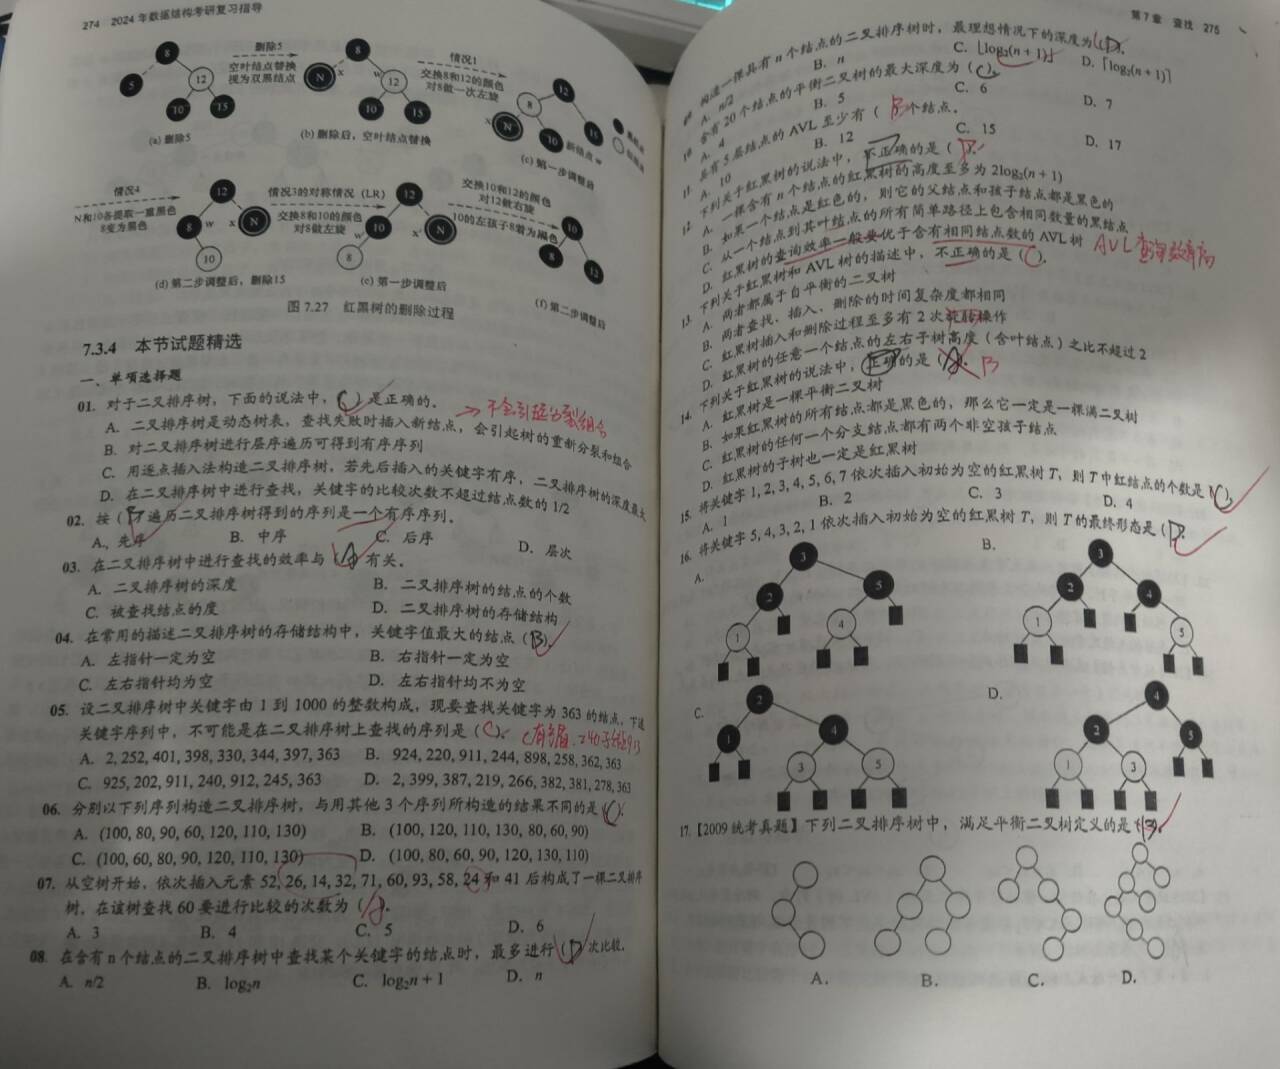 274 2024年数据结构考研复习指导
删除5
空叶结点替换
视为双黑结点
情况1
交换8和12的颜色
对8做一次左旋
(a) 删除5
(b) 删除后，空叶结点替换
(c) 第一步调整后
情况4
N和10各提取一重黑色
8变为黑色
情况3的对称情况 (LR)
交换8和10的颜色
对8做左旋
交换10和12的颜色
对12做右旋
10的左孩子8着为褐色
(d) 第二步调整后，删除15
(e) 第一步调整后
(f) 第二步调整后
图 7.27 红黑树的删除过程
7.3.4 本节试题精选
一、单项选择题
01. 对于二叉排序树，下面的说法中，(C) 是正确的。
→不会引起分裂组合
A. 二叉排序树是动态树表，查找失败时插入新结点，会引起树的重新分裂和组合
B. 对二叉排序树进行层序遍历可得到有序序列
C. 用逐点插入法构造二叉排序树，若先后插入的关键字有序，二叉排序树的深度最大
D. 在二叉排序树中进行查找，关键字的比较次数不超过结点数的 1/2
02. 按 (B) 遍历二叉排序树得到的序列是一个有序序列。
A. 先序 B. 中序 C. 后序 D. 层次
03. 在二叉排序树中进行查找的效率与 (A) 有关。
A. 二叉排序树的深度 B. 二叉排序树的结点的个数
C. 被查找结点的度 D. 二叉排序树的存储结构
04. 在常用的描述二叉排序树的存储结构中，关键字值最大的结点 (B)。
A. 左指针一定为空 B. 右指针一定为空
C. 左右指针均为空 D. 左右指针均不为空
05. 设二叉排序树中关键字由 1 到 1000 的整数构成，现要查找关键字为 363 的结点，下述
关键字序列中，不可能是在二叉排序树上查找的序列是 (C)。
A. 2, 252, 401, 398, 330, 344, 397, 363 B. 924, 220, 911, 244, 898, 258, 362, 363
C. 925, 202, 911, 240, 912, 245, 363 D. 2, 399, 387, 219, 266, 382, 381, 278, 363
06. 分别以下列序列构造二叉排序树，与用其他 3 个序列所构造的结果不同的是 (C)。
A. (100, 80, 90, 60, 120, 110, 130) B. (100, 120, 110, 130, 80, 60, 90)
C. (100, 60, 80, 90, 120, 110, 130) D. (100, 80, 60, 90, 120, 130, 110)
07. 从空树开始，依次插入元素 52, 26, 14, 32, 71, 60, 93, 58, 24 和 41 后构成了一棵二叉排序
树，在该树查找 60 要进行比较的次数为 (A)。
A. 3 B. 4 C. 5 D. 6
08. 在含有 n 个结点的二叉排序树中查找某个关键字的结点时，最多进行 (D) 次比较。
A. n/2 B. log₂n C. log₂n + 1 D. n
第 7 章 查找 275
09. 构造一棵具有 n 个结点的二叉排序树时，最理想情况下的深度为 (D)。
A. n/2 B. n C. ⌊log₂(n + 1)⌋ D. ⌈log₂(n + 1)⌉
10. 含有 20 个结点的平衡二叉树的最大深度为 (C)。
A. 4 B. 5 C. 6 D. 7
11. 具有 5 层结点的 AVL 至少有 (B) 个结点。
A. 10 B. 12 C. 15 D. 17
12. 下列关于红黑树的说法中，不正确的是 (D)。
A. 一棵含有 n 个结点的红黑树的高度至多为 2log₂(n + 1)
B. 如果一个结点是红色的，则它的父结点和孩子结点都是黑色的
C. 从一个结点到其叶结点的所有简单路径上包含相同数量的黑结点
D. 红黑树的查询效率一般要优于含有相同结点数的 AVL 树 AVL查询效率高
13. 下列关于红黑树和 AVL 树的描述中，不正确的是 (C)。
A. 两者都属于自平衡的二叉树
B. 两者查找、插入、删除的时间复杂度都相同
C. 红黑树插入和删除过程至多有 2 次旋转操作
D. 红黑树的任意一个结点的左右子树高度（含叶结点）之比不超过 2
14. 下列关于红黑树的说法中，正确的是 (A)。 B
A. 红黑树是一棵平衡二叉树
B. 如果红黑树的所有结点都是黑色的，那么它一定是一棵满二叉树
C. 红黑树的任何一个分支结点都有两个非空孩子结点
D. 红黑树的子树也一定是红黑树
15. 将关键字 1, 2, 3, 4, 5, 6, 7 依次插入初始为空的红黑树 T，则 T 中红结点的个数是 (C)。
A. 1 B. 2 C. 3 D. 4
16. 将关键字 5, 4, 3, 2, 1 依次插入初始为空的红黑树 T，则 T 的最终形态是 (D)。
A. B.
C. D.
17. 【2009 统考真题】下列二叉排序树中，满足平衡二叉树定义的是 (B)。
A. B. C. D.